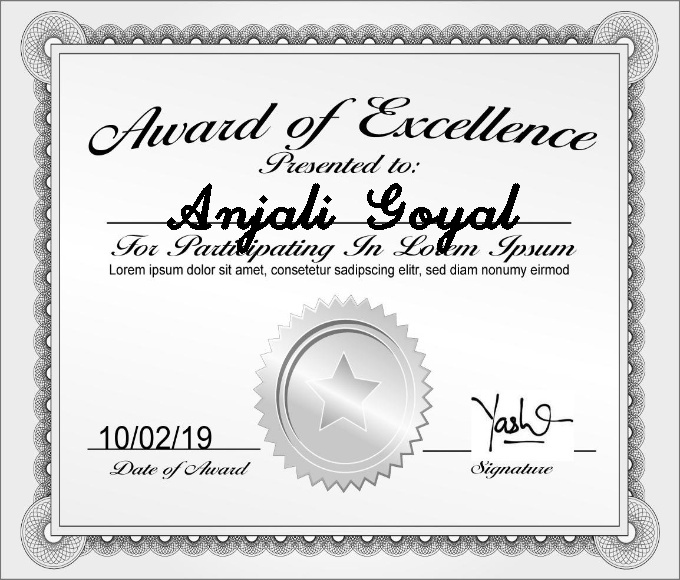 Award of Excellence
Presented to:
Anjali Goyal
For Participating In Lorem Ipsum
Lorem ipsum dolor sit amet, consetetur sadipscing elitr, sed diam nonumy eirmod
10/02/19
Date of Award
Yash
Signature